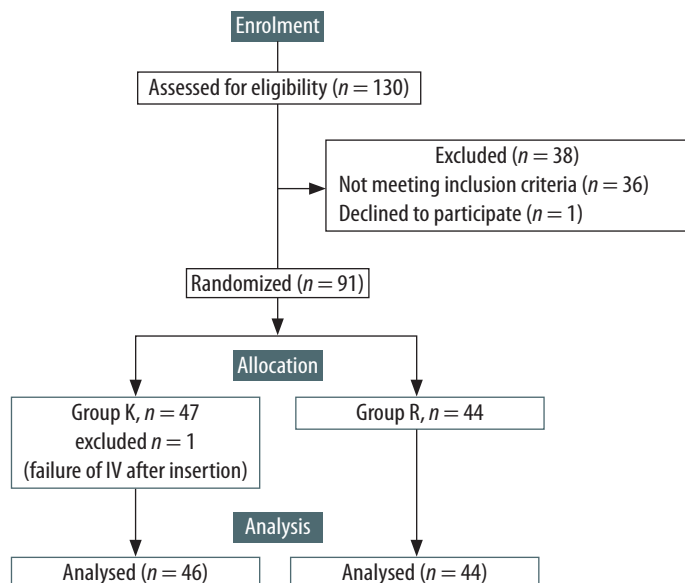 Enrolment
Assessed for eligibility (n = 130)
Excluded (n = 38)
Not meeting inclusion criteria (n = 36)
Declined to participate (n = 1)
Randomized (n = 91)
Allocation
Group K, n = 47
excluded n = 1
(failure of IV after insertion)
Group R, n = 44
Analysis
Analysed (n = 46)
Analysed (n = 44)